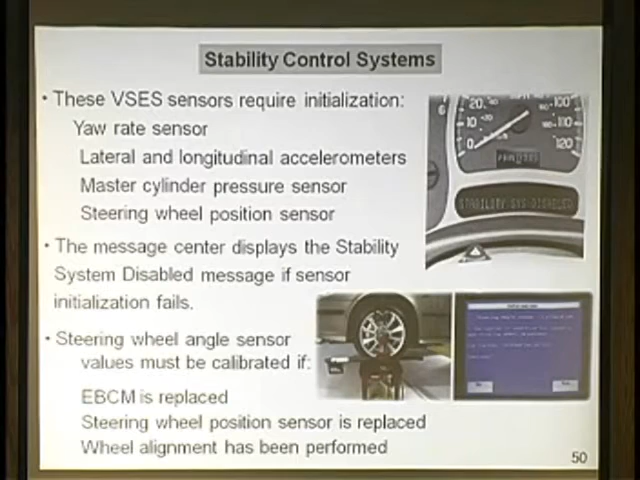 Stability Control Systems
• These VSES sensors require initialization:
Yaw rate sensor
Lateral and longitudinal accelerometers
Master cylinder pressure sensor
Steering wheel position sensor
• The message center displays the Stability
System Disabled message if sensor
initialization fails.
• Steering wheel angle sensor
values must be calibrated if:
EBCM is replaced
Steering wheel position sensor is replaced
Wheel alignment has been performed
20
10
0
100
110
120
STABILITY SYS DISABLED
50